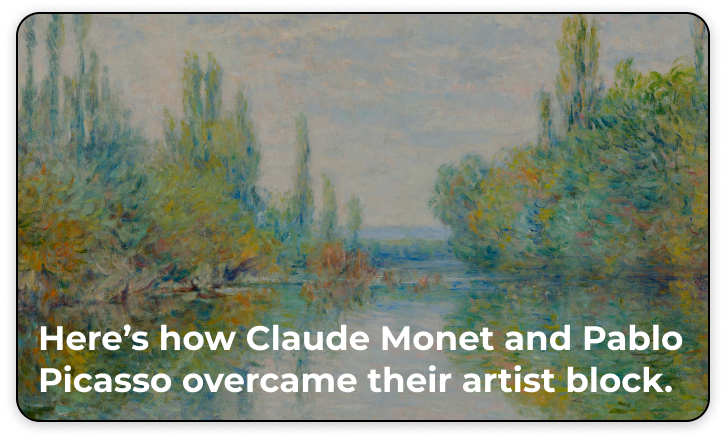 Here’s how Claude Monet and Pablo
Picasso overcame their artist block.